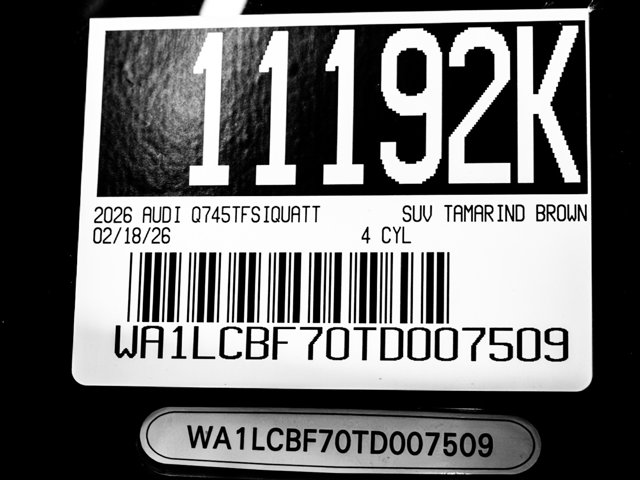 11192K
2026 AUDI Q745TFSIQUATT SUV TAMARIND BROWN
02/18/26 4 CYL
WA1LCBF70TD007509
WA1LCBF70TD007509